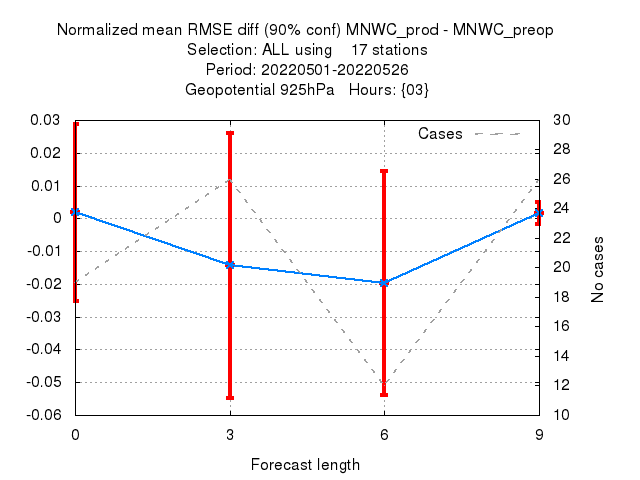 Normalized mean RMSE diff (90% conf) MNWC_prod - MNWC_preop
Selection: ALL using    17 stations
Period: 20220501-20220526
Geopotential 925hPa   Hours: {03}
0.03
0.02
0.01
0
-0.01
-0.02
-0.03
-0.04
-0.05
-0.06
Cases
30
28
26
24
22
20
18
16
14
12
10
No cases
0 3 6 9
Forecast length